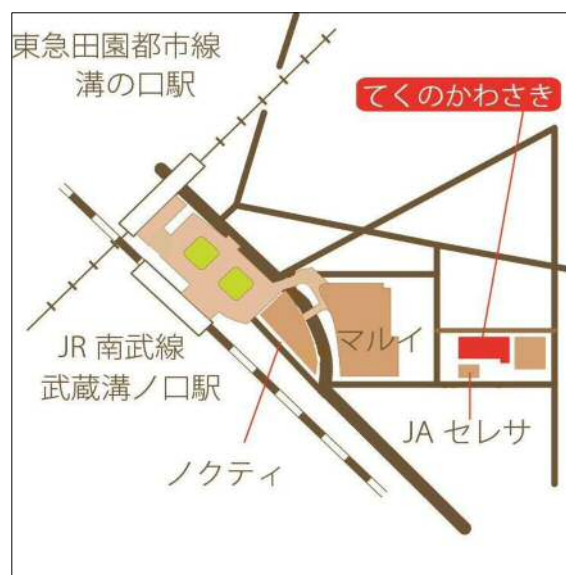 東急田園都市線
溝の口駅
てくのかわさき
マルイ
JR 南武線
武蔵溝ノ口駅
JA セレサ
ノクティ